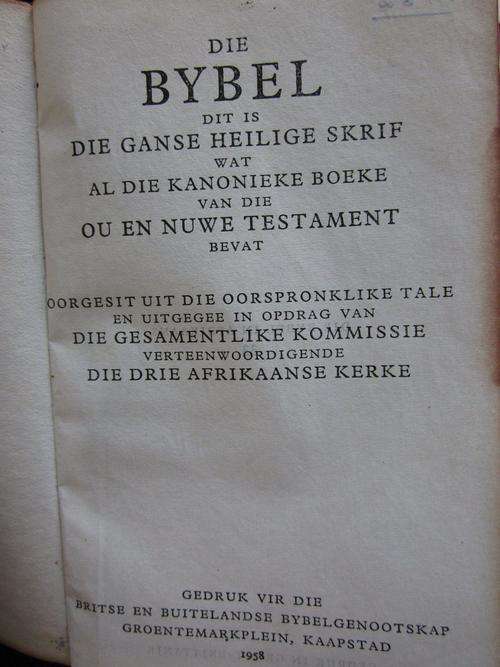 DIE
BYBEL
DIT IS
DIE GANSE HEILIGE SKRIF
WAT
AL DIE KANONIEKE BOEKE
VAN DIE
OU EN NUWE TESTAMENT
BEVAT
OORGESIT UIT DIE OORSPRONKLIKE TALE
EN UITGEGEE IN OPDRAG VAN
DIE GESAMENTLIKE KOMMISSIE
VERTEENWOORDIGENDE
DIE DRIE AFRIKAANSE KERKE
GEDRUK VIR DIE
BRITSE EN BUITELANDSE BYBELGENOOTSKAP
GROENTEMARKPLEIN, KAAPSTAD
1958